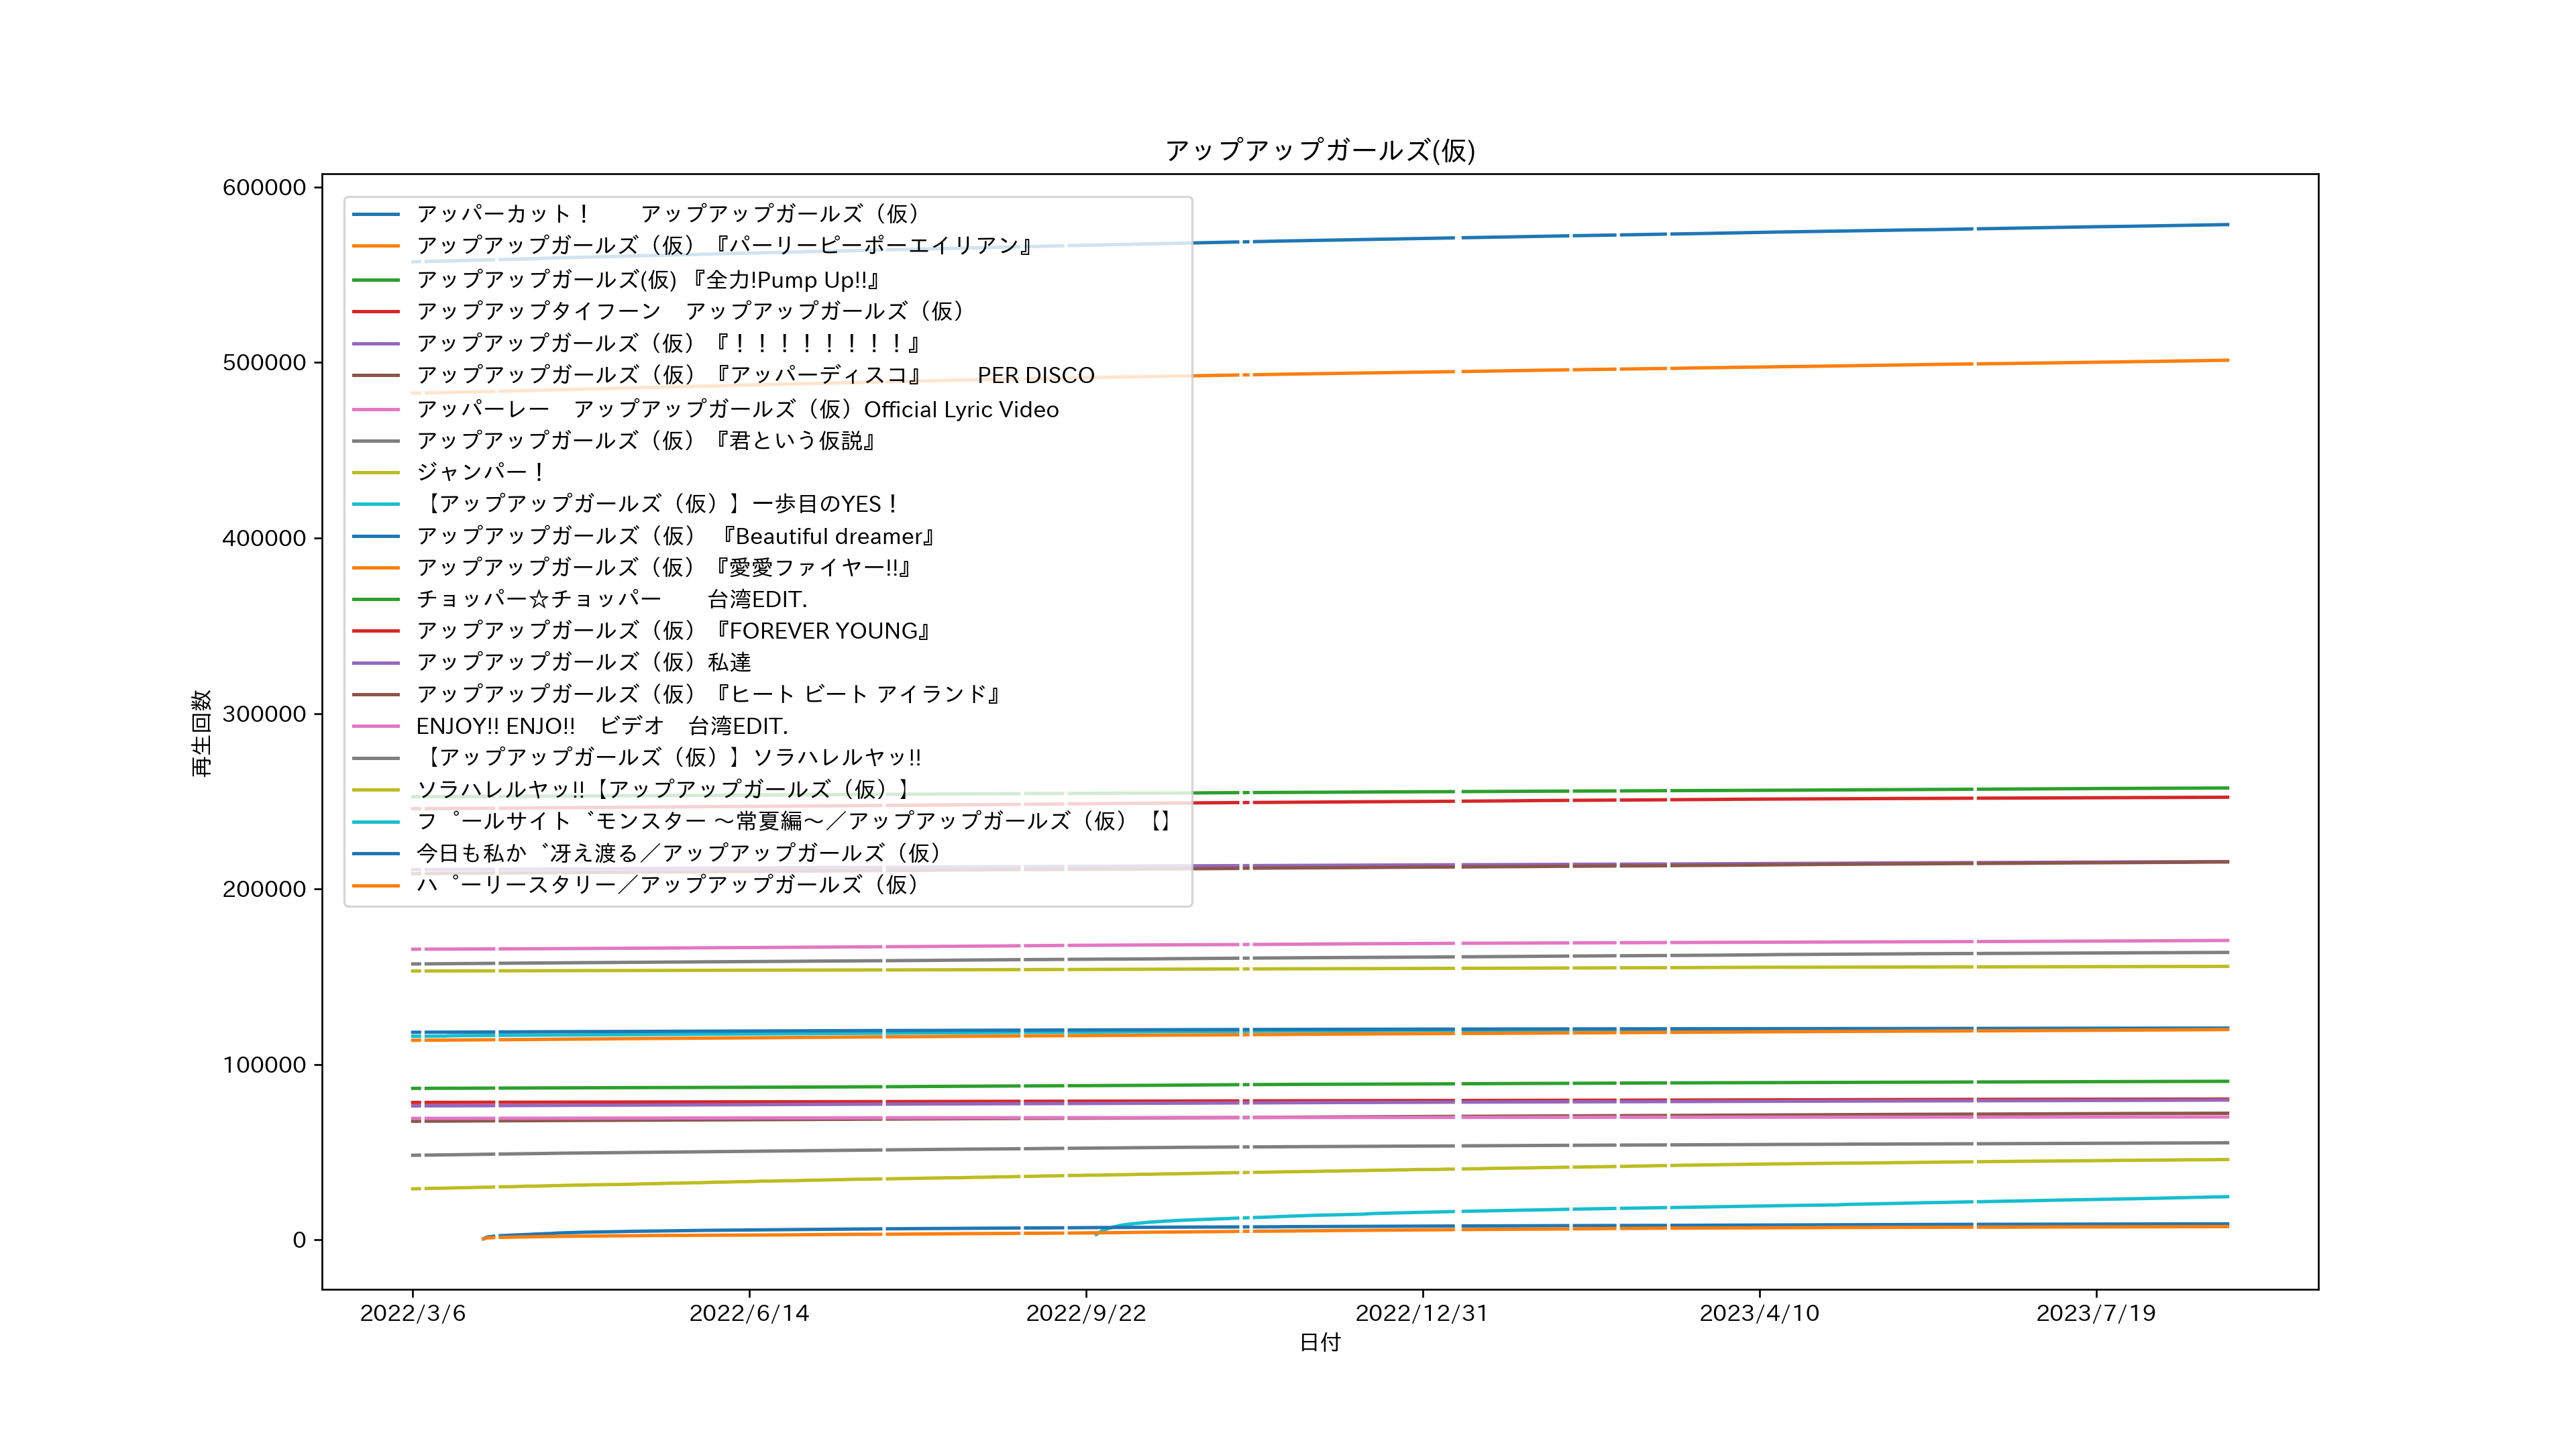 アップアップガールズ(仮)
600000
500000
400000
300000
200000
100000
0
再生回数
アッパーカット！　　アップアップガールズ（仮）
アップアップガールズ（仮）『パーリーピーポーエイリアン』
アップアップガールズ(仮) 『全力!Pump Up!!』
アップアップタイフーン　アップアップガールズ（仮）
アップアップガールズ（仮）『！！！！！！！！』
アップアップガールズ（仮）『アッパーディスコ』　　PER DISCO
アッパーレー　アップアップガールズ（仮）Official Lyric Video
アップアップガールズ（仮）『君という仮説』
ジャンパー！
【アップアップガールズ（仮）】一歩目のYES！
アップアップガールズ（仮） 『Beautiful dreamer』
アップアップガールズ（仮）『愛愛ファイヤー!!』
チョッパー☆チョッパー　　台湾EDIT.
アップアップガールズ（仮）『FOREVER YOUNG』
アップアップガールズ（仮）私達
アップアップガールズ（仮）『ヒート ビート アイランド』
ENJOY!! ENJO!!　ビデオ　台湾EDIT.
【アップアップガールズ（仮）】ソラハレルヤッ!!
ソラハレルヤッ!!【アップアップガールズ（仮）】
フ゜ールサイト゛モンスター 〜常夏編〜／アップアップガールズ（仮）【】
今日も私か゛冴え渡る／アップアップガールズ（仮）
ハ゜ーリースタリー／アップアップガールズ（仮）
2022/3/6 2022/6/14 2022/9/22 2022/12/31 2023/4/10 2023/7/19
日付